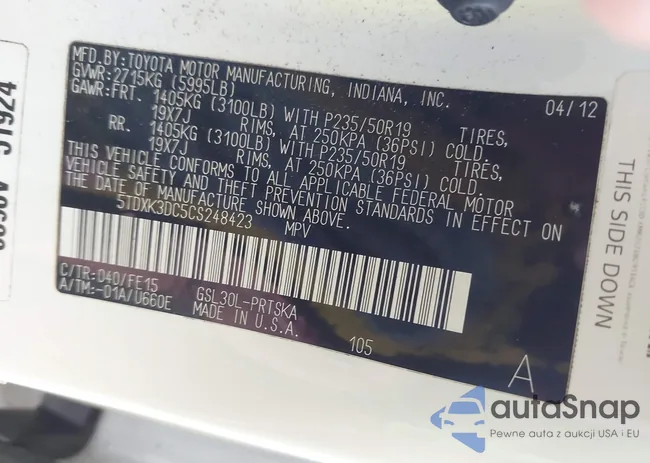 MFD.BY: TOYOTA MOTOR MANUFACTURING, INDIANA, INC. 04/12
GVWR: 2715KG (5995LB)
GAWR: FRT. 1405KG (3100LB) WITH P235/50R19 TIRES,
19X7J RIMS, AT 250KPA (36PSI) COLD.
RR. 1405KG (3100LB) WITH P235/50R19 TIRES,
19X7J RIMS, AT 250KPA (36PSI) COLD.
THIS VEHICLE CONFORMS TO ALL APPLICABLE FEDERAL MOTOR
VEHICLE SAFETY AND THEFT PREVENTION STANDARDS IN EFFECT ON
THE DATE OF MANUFACTURE SHOWN ABOVE.
5TDXK3DC5CS248423 MPV
C/TR: 040/FE15 GSL30L-PRTSKA
A/TM: -01A/U660E MADE IN U.S.A.
105
A
THIS SIDE DOWN
autoSnap
Pewne auta z aukcji USA i EU